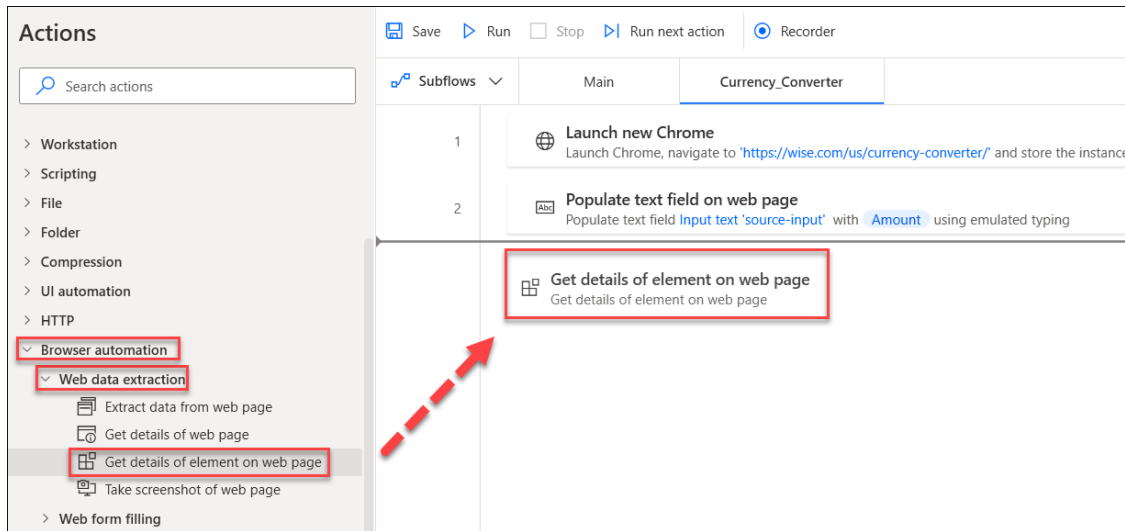 Actions
Search actions
Workstation
Scripting
File
Folder
Compression
UI automation
HTTP
Browser automation
Web data extraction
Extract data from web page
Get details of web page
Get details of element on web page
Take screenshot of web page
Web form filling
Save Run Stop Run next action Recorder
Subflows Main Currency_Converter
1 Launch new Chrome
Launch Chrome, navigate to 'https://wise.com/us/currency-converter/' and store the instance
2 Abc Populate text field on web page
Populate text field Input text 'source-input' with Amount using emulated typing
Get details of element on web page
Get details of element on web page